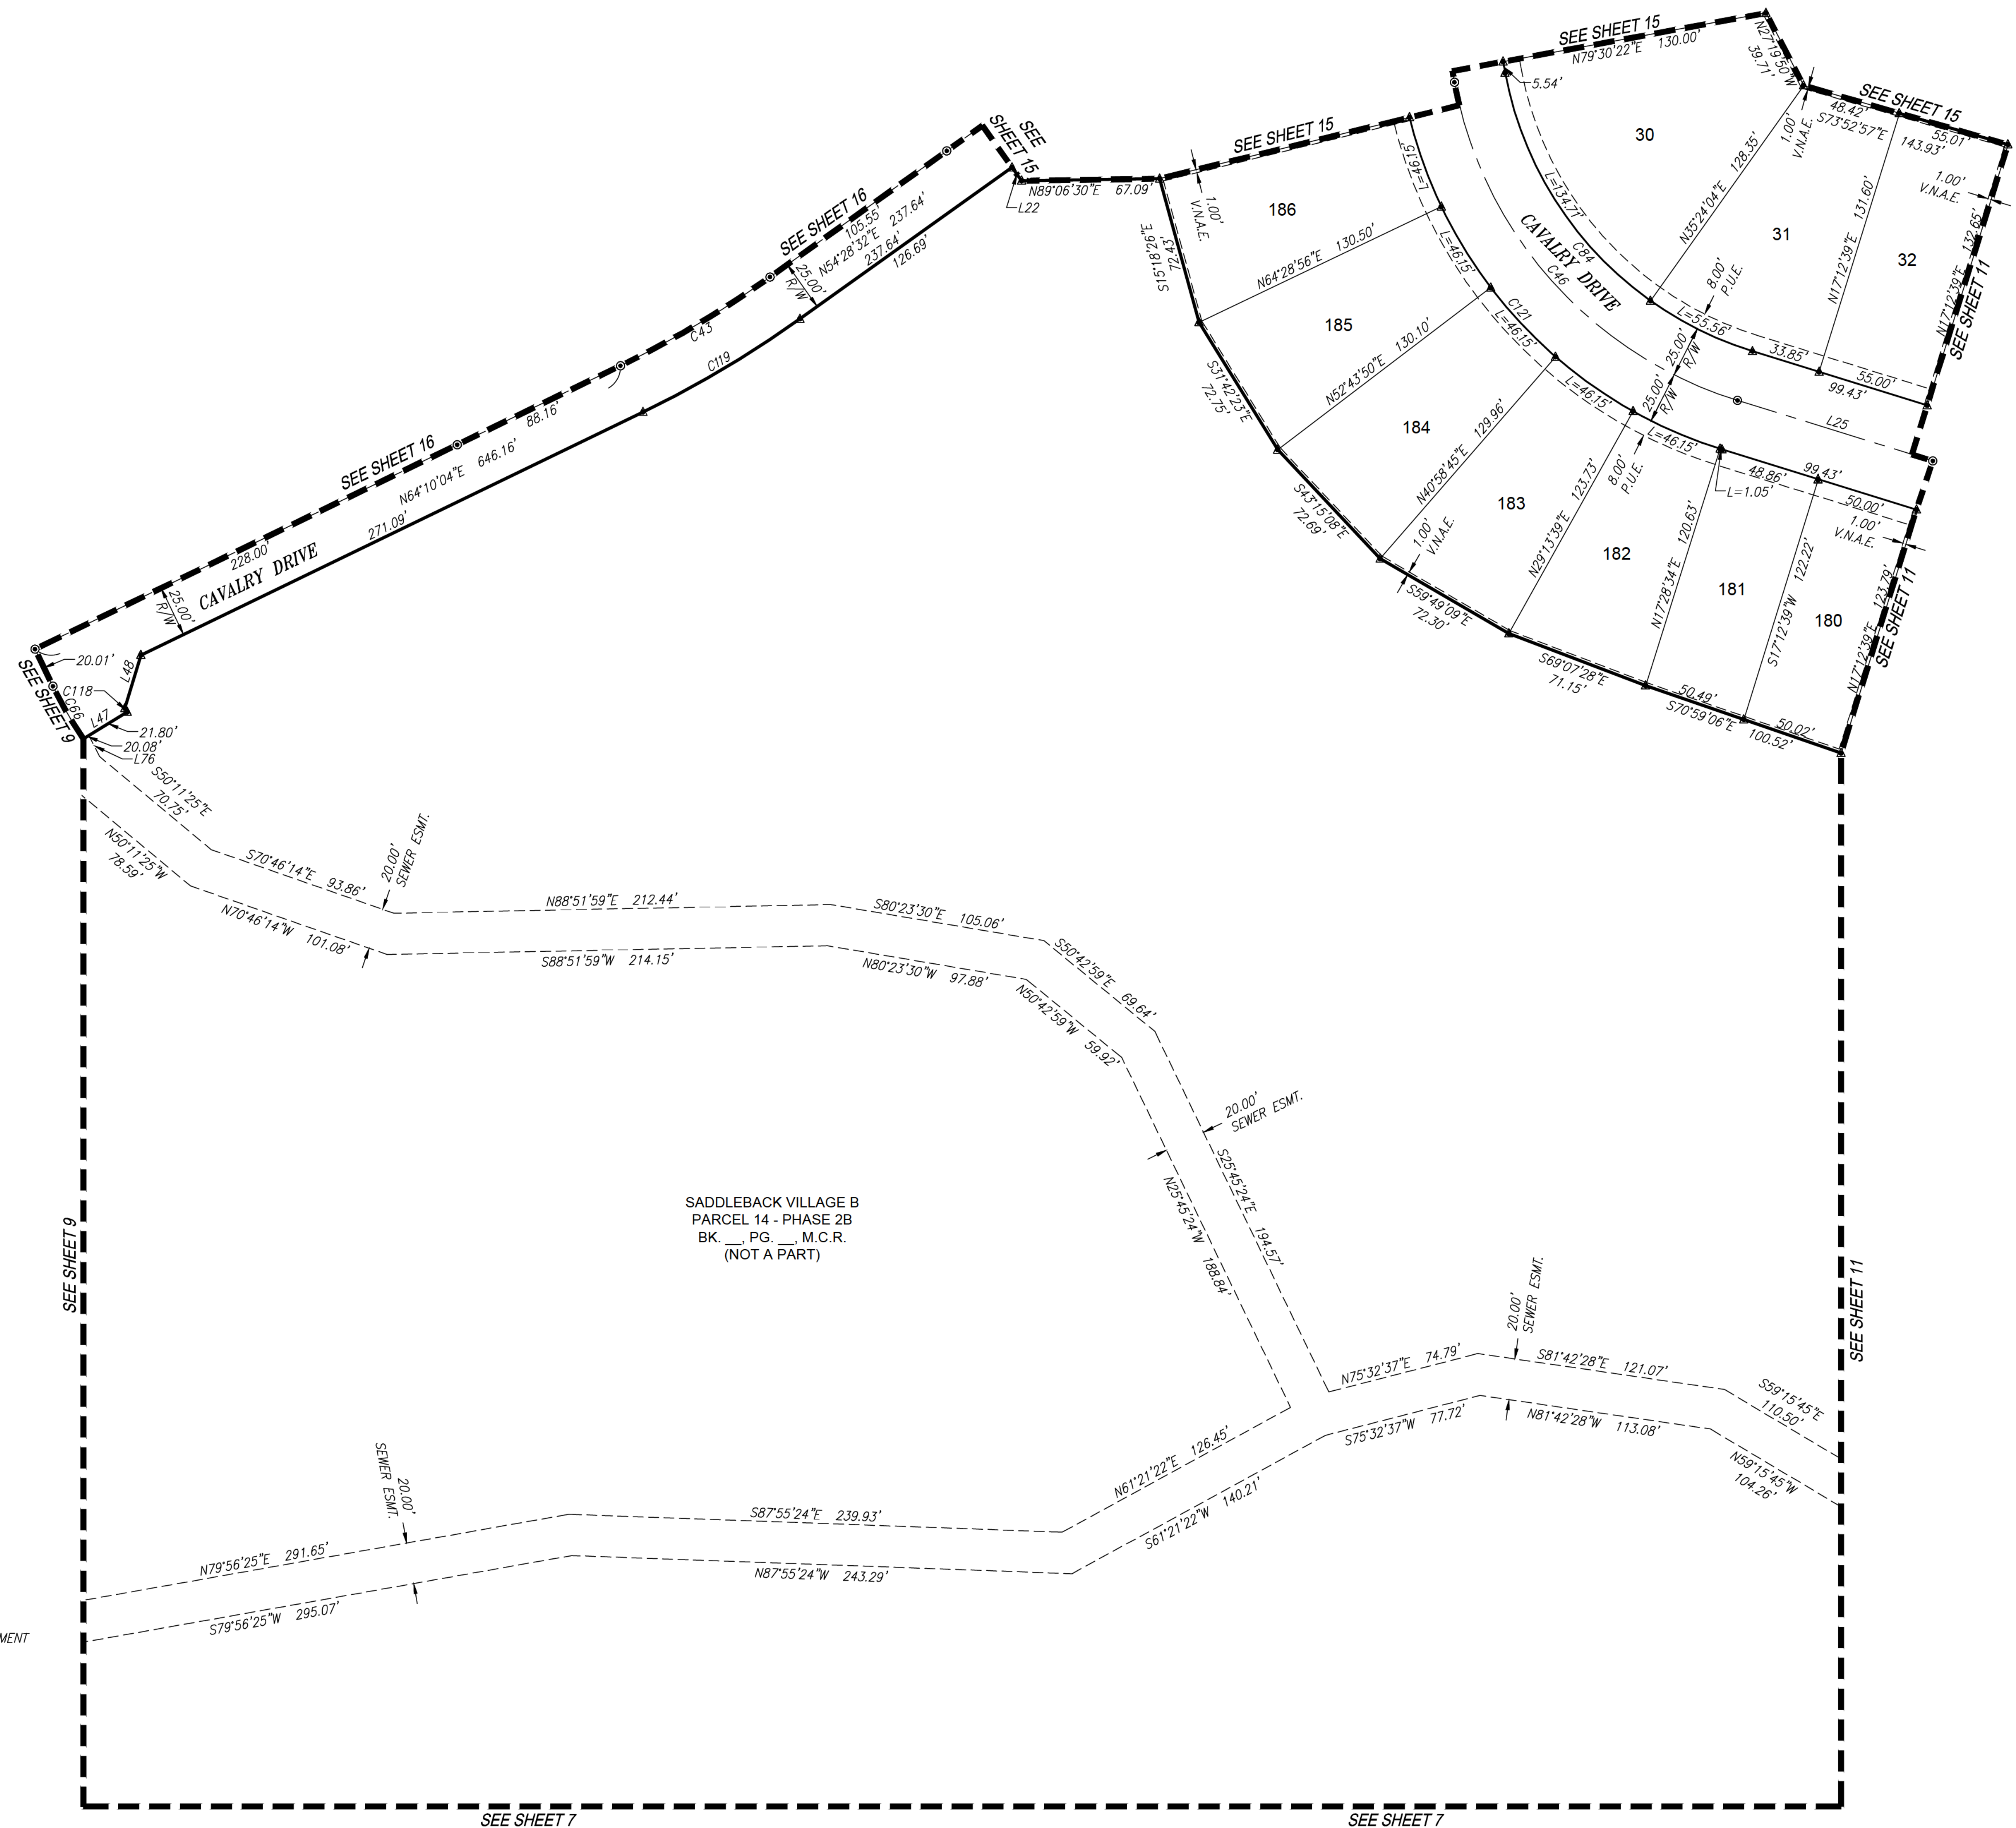 SEE SHEET 15
N79°30'22"E 130.00'
N27°19'50"W
39.71'
5.54'
SEE SHEET 15
48.42'
S73°52'57"E
55.01'
143.93'
1.00'
V.N.A.E.
30
L=134.71'
C84
CAVALRY DRIVE
C46
N35°24'04"E 128.35'
31
N17°12'39"E 131.60'
32
1.00'
V.N.A.E.
N17°12'39"E 132.65'
SEE SHEET 11
8.00'
P.U.E.
L=55.56'
33.85'
55.00'
99.43'
25.00'
R/W
25.00'
R/W
L25
SEE
SHEET 15
L22
N89°06'30"E 67.09'
SEE SHEET 15
1.00'
V.N.A.E.
186
L=46.15'
S15°18'26"E
72.43'
N64°28'56"E 130.50'
L=46.15'
185
C121
S31°42'23"E
72.75'
N52°43'50"E 130.10'
L=46.15'
184
S43°15'08"E
72.69'
N40°58'45"E 129.96'
L=46.15'
183
1.00'
V.N.A.E.
S59°49'09"E
72.30'
N29°13'39"E 123.73'
8.00'
P.U.E.
L=46.15'
182
S69°07'28"E
71.15'
N17°28'34"E 120.63'
L=1.05'
48.86'
99.43'
50.00'
181
S17°12'39"W 122.22'
180
1.00'
V.N.A.E.
N17°12'39"E 123.79'
SEE SHEET 11
50.49'
S70°59'06"E
50.02'
100.52'
SEE SHEET 16
105.55'
N54°28'32"E 237.64'
237.64'
126.69'
25.00'
R/W
C43
C119
88.16'
SEE SHEET 16
N64°10'04"E 646.16'
271.09'
228.00'
CAVALRY DRIVE
25.00'
R/W
20.01'
SEE SHEET 9
C66
C118
L48
L47
21.80'
20.08'
L76
S50°11'25"E
70.75'
N50°11'25"W
78.59'
S70°46'14"E 93.86'
20.00'
SEWER ESMT.
N70°46'14"W 101.08'
N88°51'59"E 212.44'
S88°51'59"W 214.15'
S80°23'30"E 105.06'
N80°23'30"W 97.88'
S50°42'59"E 69.64'
N50°42'59"W 59.92'
20.00'
SEWER ESMT.
S25°45'24"E 194.57'
N25°45'24"W 188.84'
SADDLEBACK VILLAGE B
PARCEL 14 - PHASE 2B
BK. __, PG. __, M.C.R.
(NOT A PART)
SEE SHEET 9
SEE SHEET 11
20.00'
SEWER ESMT.
N75°32'37"E 74.79'
S75°32'37"W 77.72'
S81°42'28"E 121.07'
N81°42'28"W 113.08'
S59°15'45"E
110.50'
N59°15'45"W
104.26'
N61°21'22"E 126.45'
S61°21'22"W 140.21'
20.00'
SEWER ESMT.
S87°55'24"E 239.93'
N87°55'24"W 243.29'
N79°56'25"E 291.65'
S79°56'25"W 295.07'
MENT
SEE SHEET 7
SEE SHEET 7